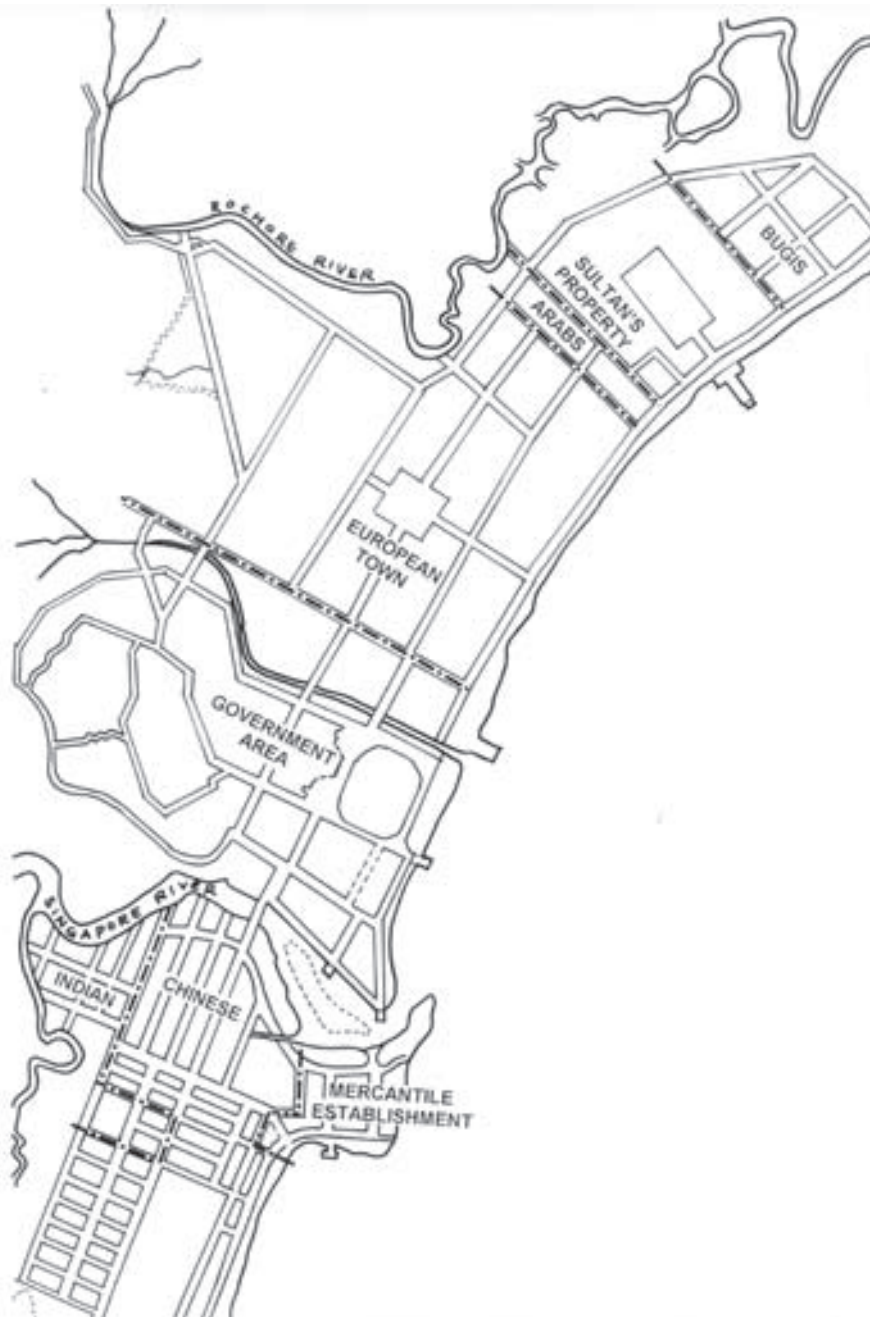 ROCHORE RIVER
BUGIS
SULTAN'S
PROPERTY
ARABS
EUROPEAN
TOWN
GOVERNMENT
AREA
SINGAPORE RIVER
INDIAN
CHINESE
MERCANTILE
ESTABLISHMENT